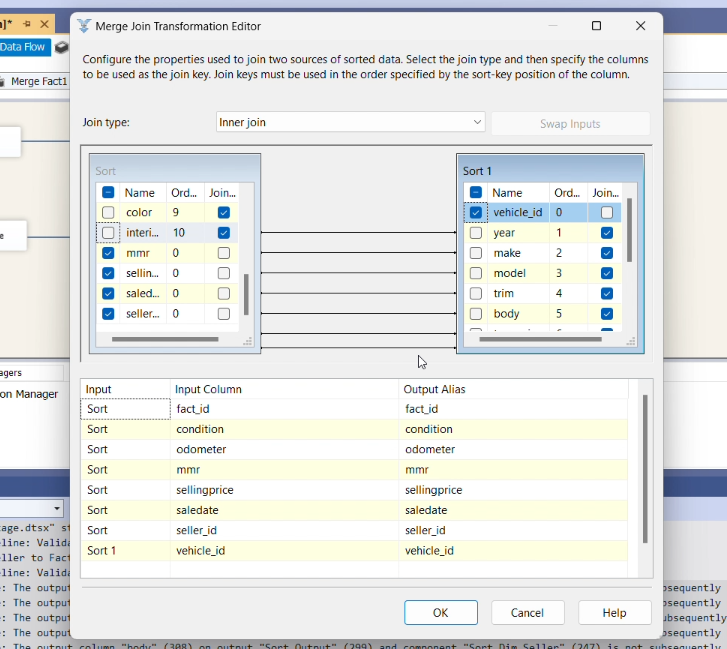 ]*
Merge Join Transformation Editor
Data Flow
Configure the properties used to join two sources of sorted data. Select the join type and then specify the columns
to be used as the join key. Join keys must be used in the order specified by the sort-key position of the column.
Merge Fact1
Join type:
Inner join
Swap Inputs
Sort
Name Ord... Join...
color 9
interi... 10
mmr 0
sellin... 0
saled... 0
seller... 0
Sort 1
Name Ord... Join...
vehicle_id 0
year 1
make 2
model 3
trim 4
body 5
agers
on Manager
Input Input Column Output Alias
Sort fact_id fact_id
Sort condition condition
Sort odometer odometer
Sort mmr mmr
Sort sellingprice sellingprice
Sort saledate saledate
Sort seller_id seller_id
Sort 1 vehicle_id vehicle_id
OK
Cancel
Help
age.dtsx" st
line: Valida
ller to Fact
line: Valida
: The output
: The output
: The output
: The output
bsequently
bsequently
ubsequently
bsequently
: The output column "body" (308) on output "Sort Output" (299) and component "Sort Dim Seller" (247) is not subsequently